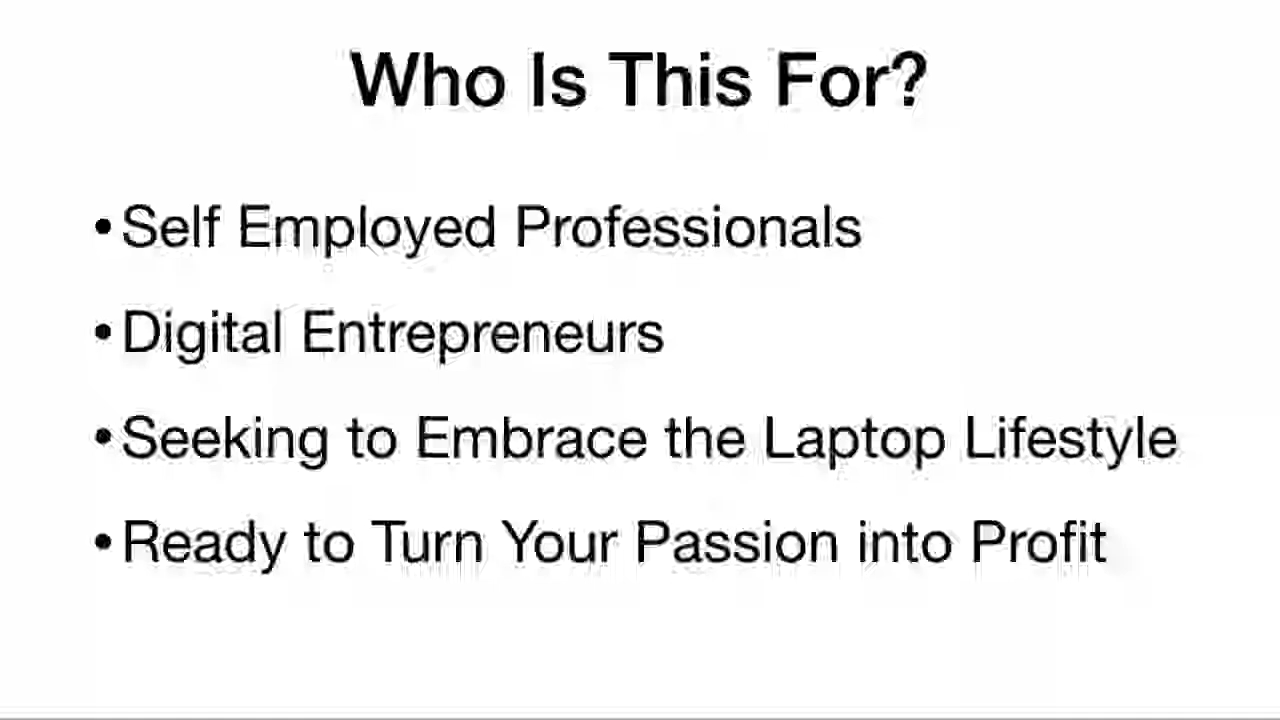 Who Is This For?
•Self Employed Professionals
•Digital Entrepreneurs
•Seeking to Embrace the Laptop Lifestyle
•Ready to Turn Your Passion into Profit